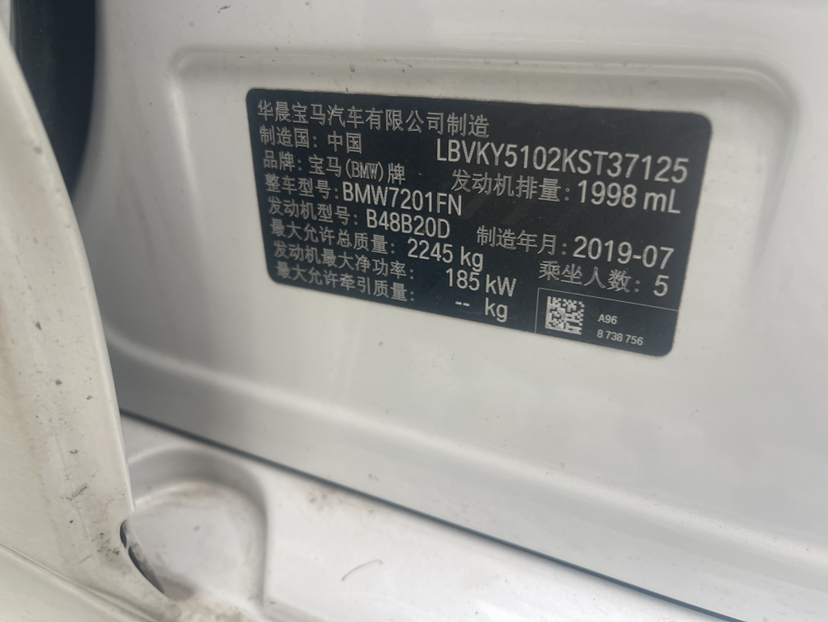 华晨宝马汽车有限公司制造
制造国: 中国 LBVKY5102KST37125
品牌: 宝马(BMW)牌 发动机排量: 1998 mL
整车型号: BMW7201FN
发动机型号: B48B20D 制造年月: 2019-07
最大允许总质量: 2245 kg 乘坐人数: 5
发动机最大净功率: 185 kW
最大允许牵引质量: -- kg
A96
8 738 756